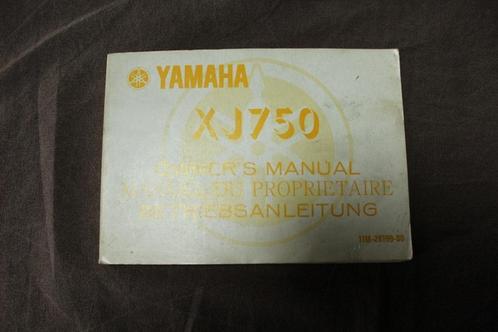 YAMAHA
XJ750
OWNER'S MANUAL
MANUEL DU PROPRIETAIRE
BETRIEBSANLEITUNG